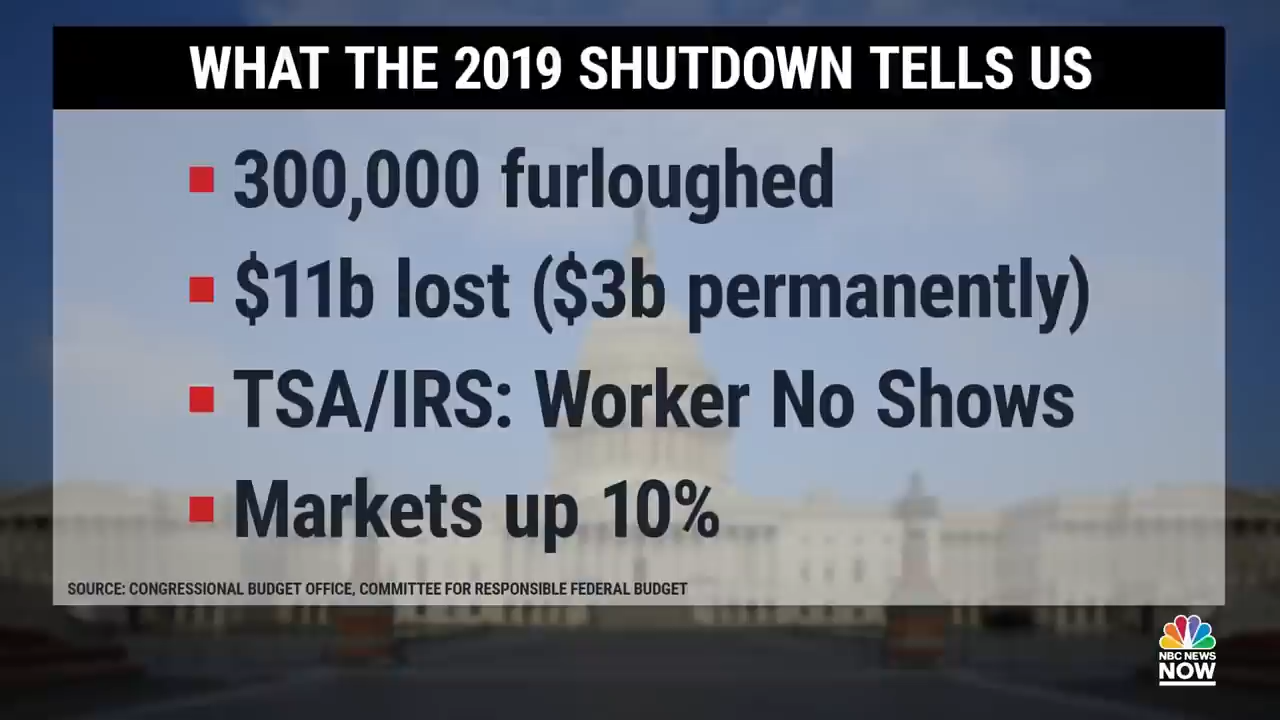 WHAT THE 2019 SHUTDOWN TELLS US
300,000 furloughed
$11b lost ($3b permanently)
TSA/IRS: Worker No Shows
Markets up 10%
SOURCE: CONGRESSIONAL BUDGET OFFICE, COMMITTEE FOR RESPONSIBLE FEDERAL BUDGET
NBC NEWS
NOW